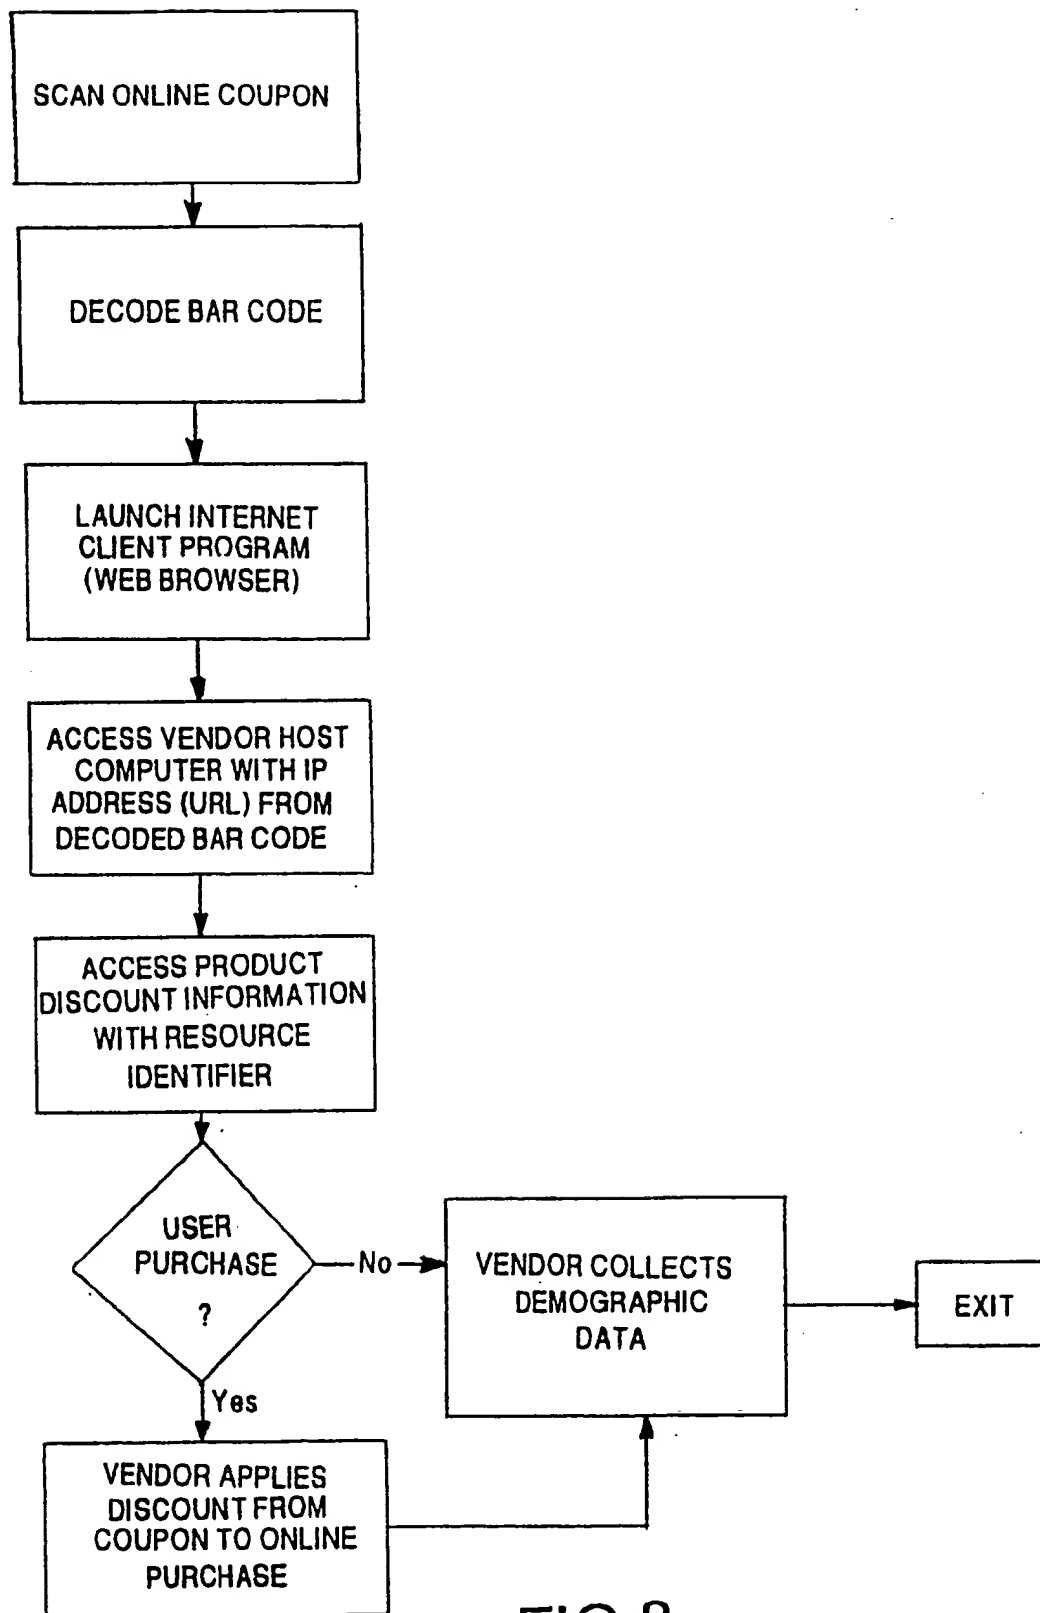 SCAN ONLINE COUPON
DECODE BAR CODE
LAUNCH INTERNET
CLIENT PROGRAM
(WEB BROWSER)
ACCESS VENDOR HOST
COMPUTER WITH IP
ADDRESS (URL) FROM
DECODED BAR CODE
ACCESS PRODUCT
DISCOUNT INFORMATION
WITH RESOURCE
IDENTIFIER
USER
PURCHASE
?
No
VENDOR COLLECTS
DEMOGRAPHIC
DATA
EXIT
Yes
VENDOR APPLIES
DISCOUNT FROM
COUPON TO ONLINE
PURCHASE